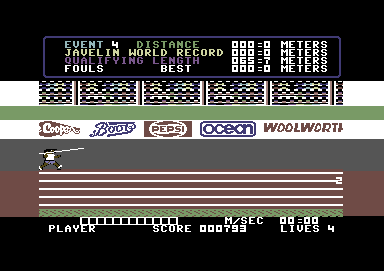 EVENT 4 DISTANCE 000=0 METERS
JAVELIN WORLD RECORD 000=0 METERS
QUALIFYING LENGTH 065=7 METERS
FOULS BEST 000=0 METERS
Cooper Boots PEPSI ocean WOOLWORTH
2
M/SEC 00=00
PLAYER SCORE 000793 LIVES 4